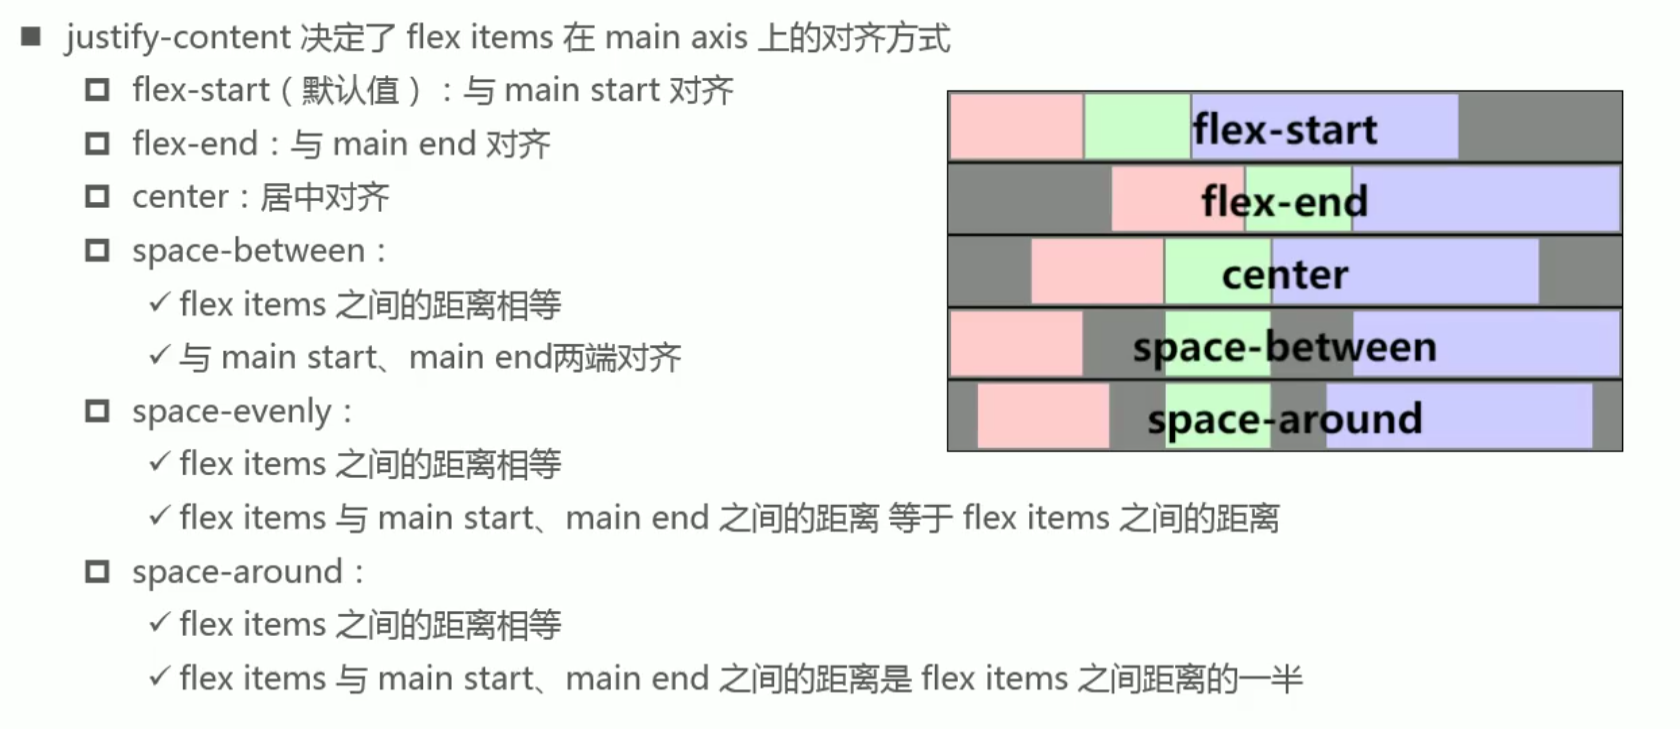 justify-content 决定了 flex items 在 main axis 上的对齐方式
flex-start（默认值）：与 main start 对齐
flex-end：与 main end 对齐
center：居中对齐
space-between：
✓ flex items 之间的距离相等
✓ 与 main start、main end两端对齐
space-evenly：
✓ flex items 之间的距离相等
✓ flex items 与 main start、main end 之间的距离 等于 flex items 之间的距离
space-around：
✓ flex items 之间的距离相等
✓ flex items 与 main start、main end 之间的距离是 flex items 之间距离的一半
flex-start
flex-end
center
space-between
space-around